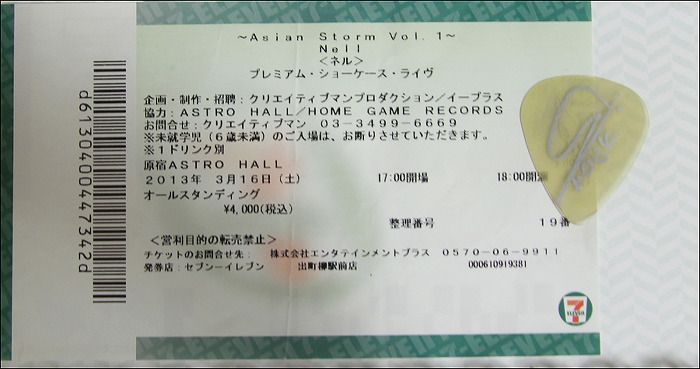 ～Asian Storm Vol. 1～
Nell
＜ネル＞
プレミアム・ショーケース・ライヴ
企画・制作・招聘：クリエイティブマンプロダクション／イープラス
協力：ASTRO HALL／HOME GAME RECORDS
お問合せ：クリエイティブマン 03-3499-6669
※未就学児（6歳未満）のご入場は、お断りさせていただきます。
※1ドリンク別
原宿ASTRO HALL
2013年 3月16日（土） 17:00開場 18:00開
オールスタンディング
¥4,000(税込)
整理番号 19番
＜営利目的の転売禁止＞
チケットのお問合せ先： 株式会社エンタテインメントプラス 0570-06-9911
発券店：セブン－イレブン 出町柳駅前店 000610919381
7
ELEVEN
d6130400447342d